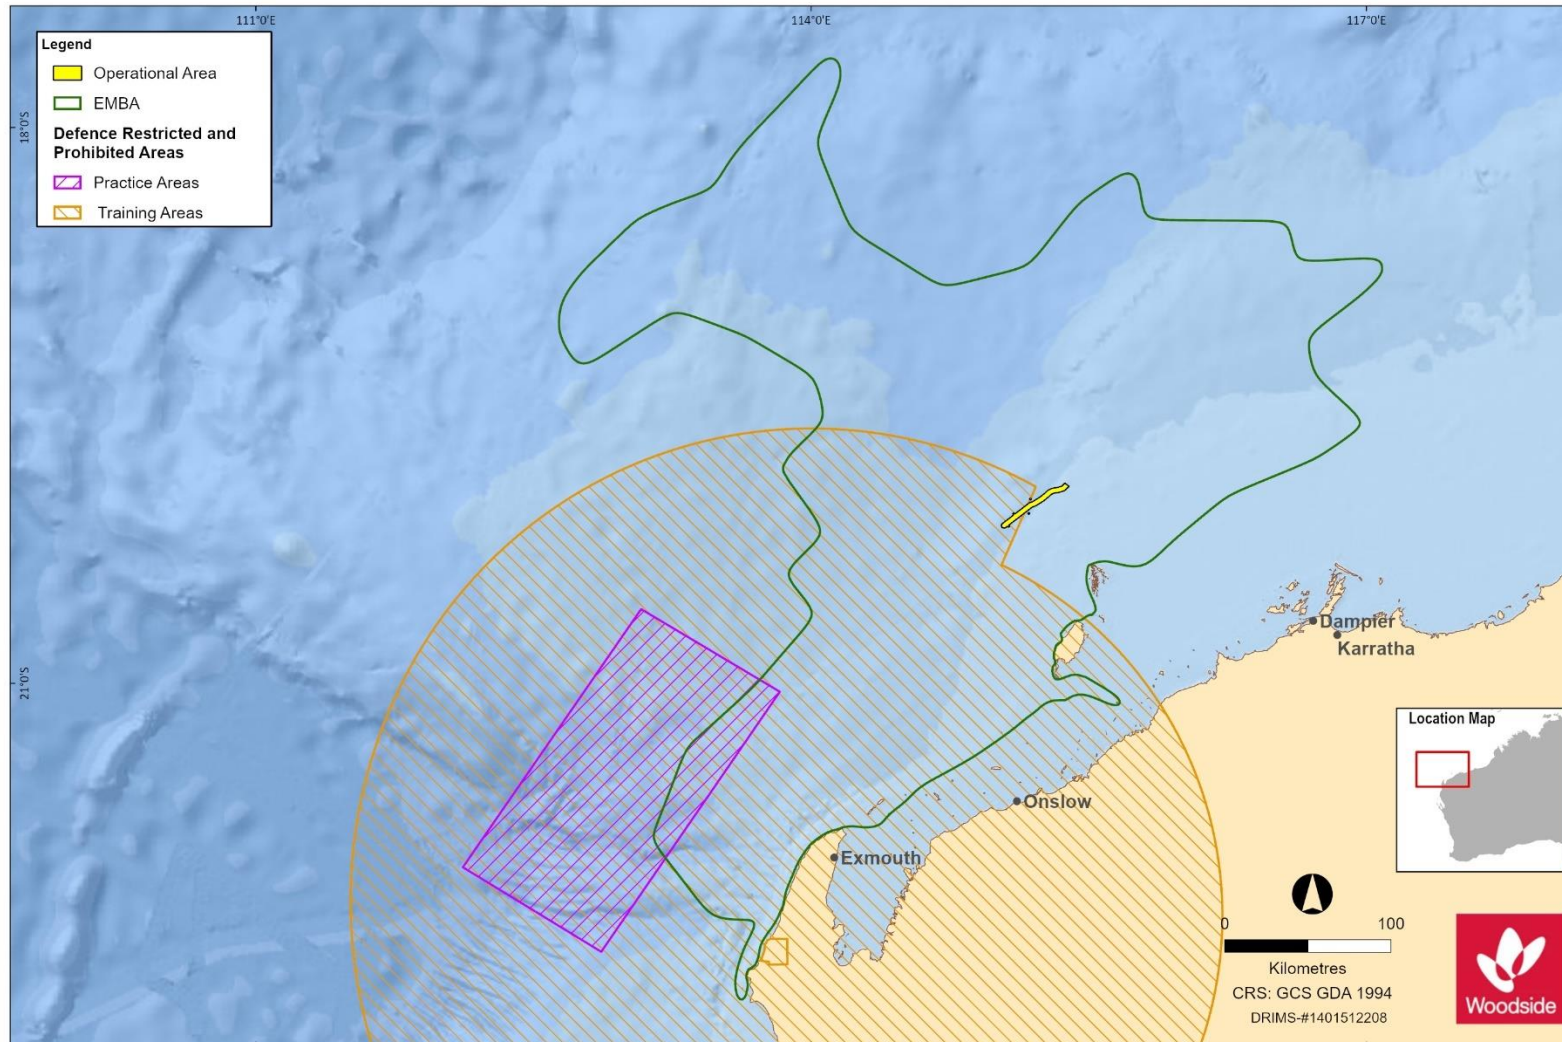 111°0'E
114°0'E
117°0'E
Legend
Operational Area
EMBA
Defence Restricted and
Prohibited Areas
Practice Areas
Training Areas
18°0'S
21°0'S
Dampier
Karratha
Onslow
Exmouth
Location Map
0 100
Kilometres
CRS: GCS GDA 1994
DRIMS-#1401512208
Woodside